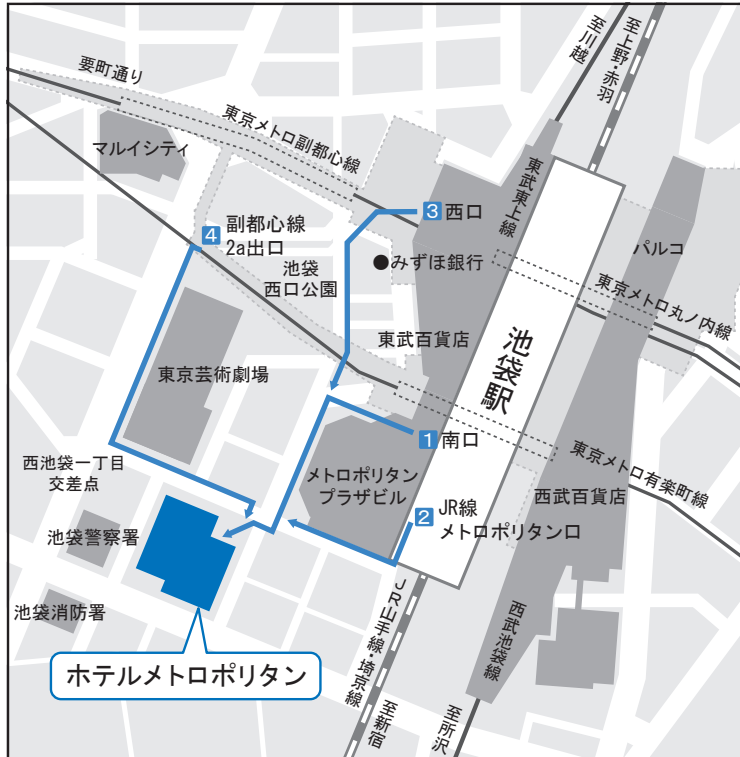 要町通り
至川越
至上野・赤羽
東京メトロ副都心線
マルイシティ
東武東上線
3 西口
4 副都心線
2a出口
パルコ
池袋
西口公園
●みずほ銀行
東京メトロ丸ノ内線
東武百貨店
池袋駅
東京芸術劇場
1 南口
西池袋一丁目
交差点
メトロポリタン
プラザビル
東京メトロ有楽町線
西武百貨店
2 JR線
メトロポリタン口
池袋警察署
池袋消防署
JR山手線・埼京線
西武池袋線
ホテルメトロポリタン
至新宿
至所沢